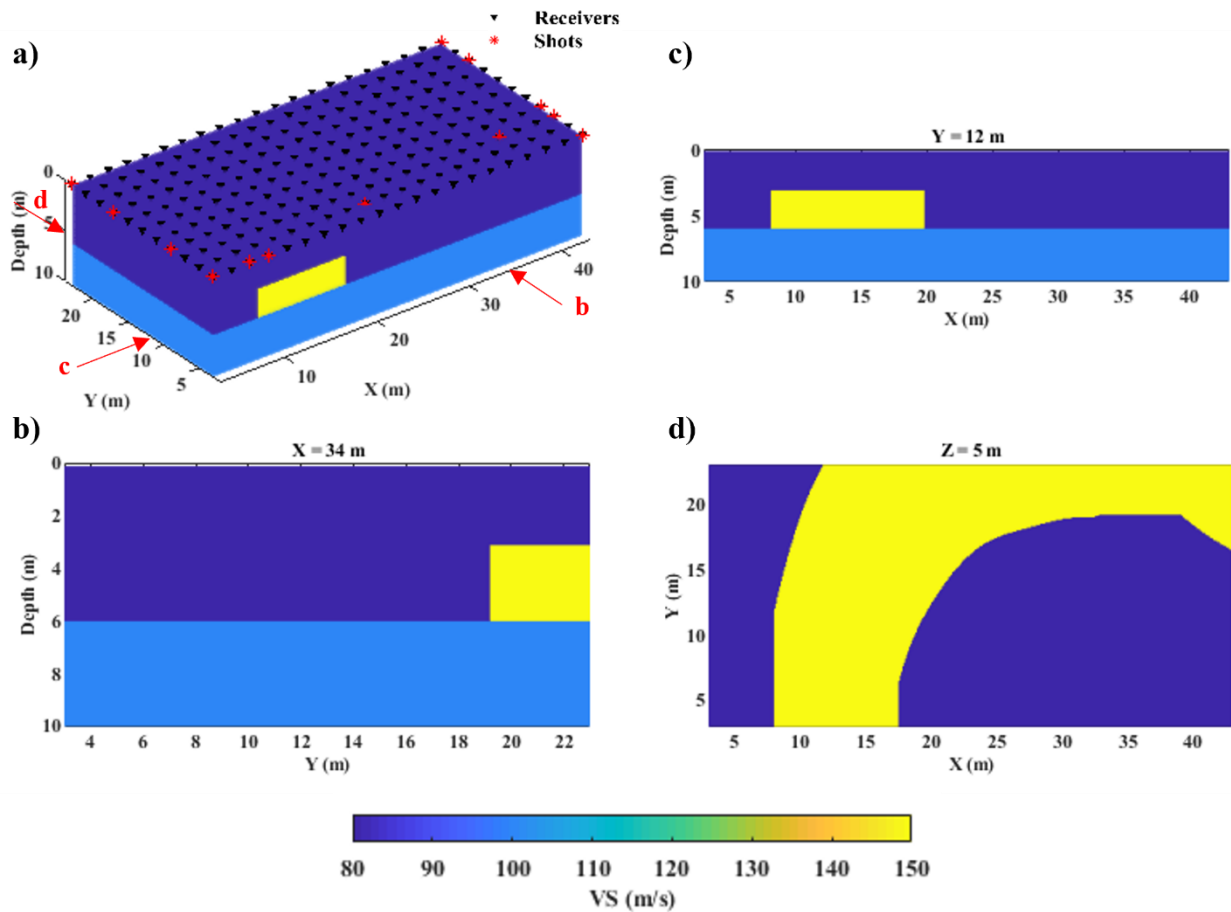 Receivers
Shots
a)
0
5
10
Depth (m)
d
20
15
10
5
Y (m)
c
10
20
30
40
X (m)
b
c)
Y = 12 m
0
5
10
Depth (m)
5 10 15 20 25 30 35 40
X (m)
b)
X = 34 m
0
2
4
6
8
10
Depth (m)
4 6 8 10 12 14 16 18 20 22
Y (m)
d)
Z = 5 m
20
15
10
5
Y (m)
5 10 15 20 25 30 35 40
X (m)
80 90 100 110 120 130 140 150
VS (m/s)